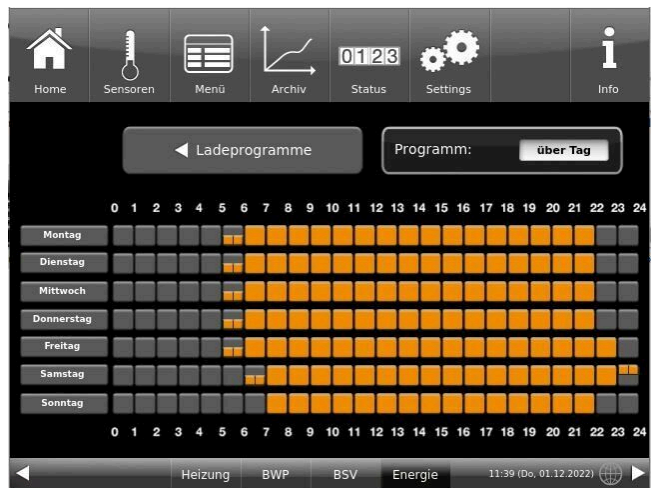 0123
Home Sensoren Menü Archiv Status Settings Info
Ladeprogramme Programm: über Tag
0 1 2 3 4 5 6 7 8 9 10 11 12 13 14 15 16 17 18 19 20 21 22 23 24
Montag
Dienstag
Mittwoch
Donnerstag
Freitag
Samstag
Sonntag
0 1 2 3 4 5 6 7 8 9 10 11 12 13 14 15 16 17 18 19 20 21 22 23 24
Heizung BWP BSV Energie 11:39 (Do, 01.12.2022)